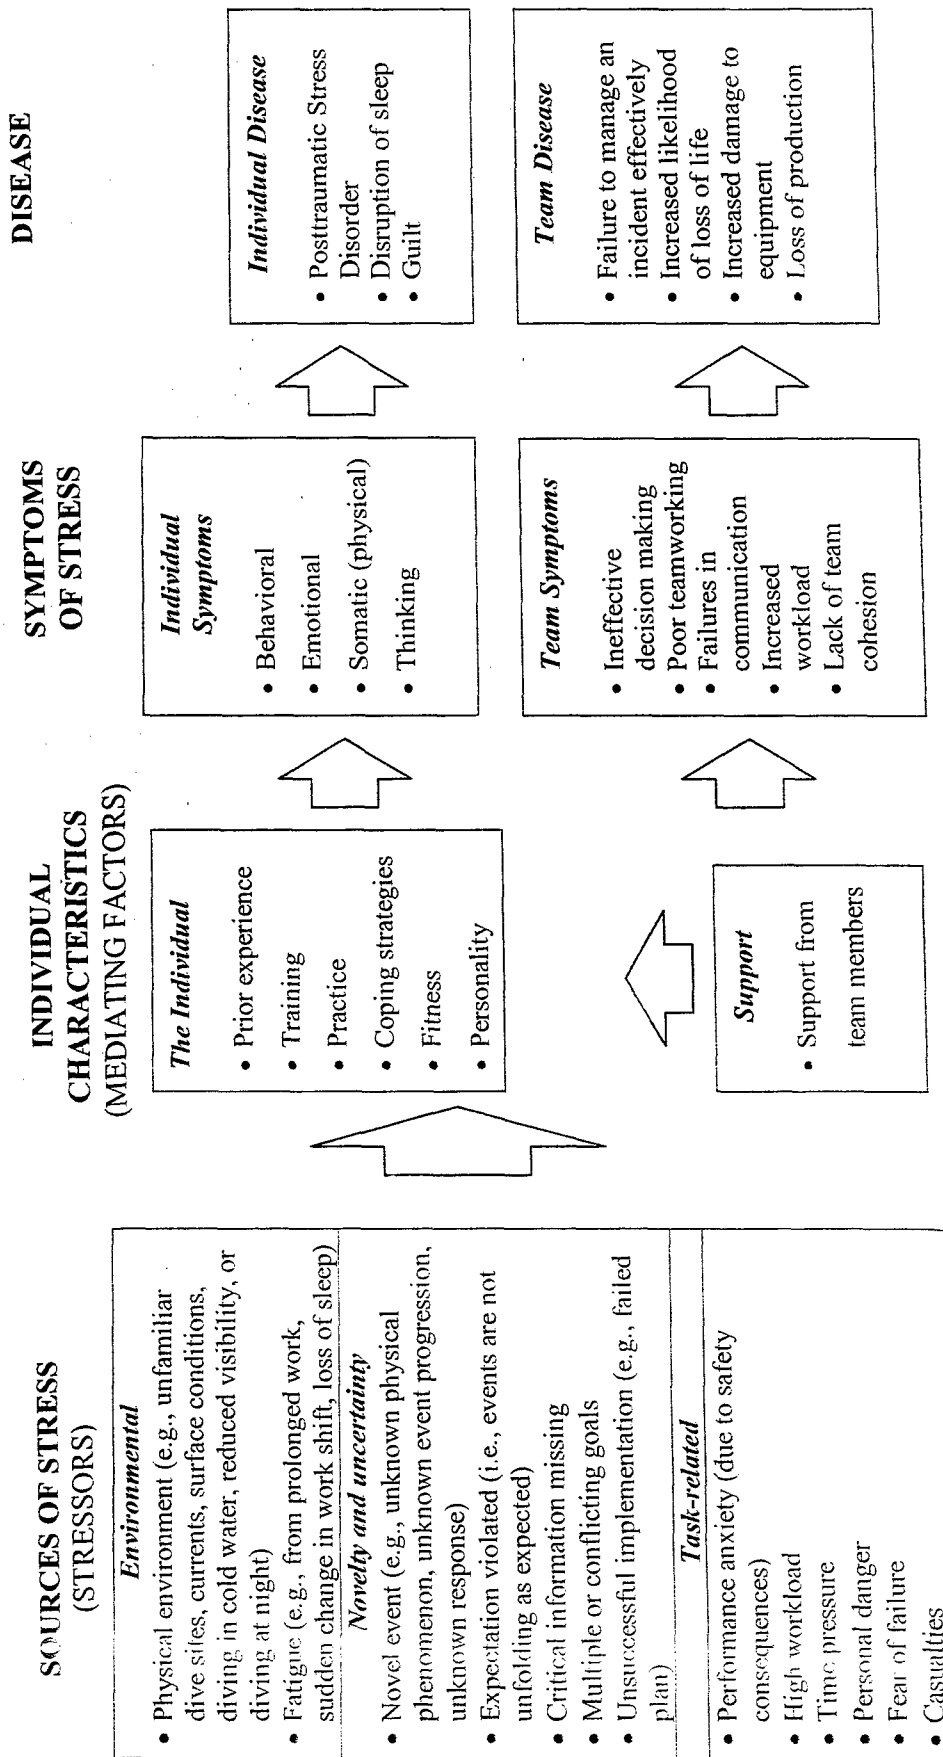 SOURCES OF STRESS
(STRESSORS)
Environmental
• Physical environment (e.g., unfamiliar
dive sites, currents, surface conditions,
diving in cold water, reduced visibility, or
diving at night)
• Fatigue (e.g., from prolonged work,
sudden change in work shift, loss of sleep)
Novelty and uncertainty
• Novel event (e.g., unknown physical
phenomenon, unknown event progression,
unknown response)
• Expectation violated (i.e., events are not
unfolding as expected)
• Critical information missing
• Multiple or conflicting goals
• Unsuccessful implementation (e.g., failed
plan)
Task-related
• Performance anxiety (due to safety
consequences)
• High workload
• Time pressure
• Personal danger
• Fear of failure
• Casualties
INDIVIDUAL
CHARACTERISTICS
(MEDIATING FACTORS)
The Individual
• Prior experience
• Training
• Practice
• Coping strategies
• Fitness
• Personality
Support
• Support from
team members
SYMPTOMS
OF STRESS
Individual
Symptoms
• Behavioral
• Emotional
• Somatic (physical)
• Thinking
Team Symptoms
• Ineffective
decision making
• Poor teamworking
• Failures in
communication
• Increased
workload
• Lack of team
cohesion
DISEASE
Individual Disease
• Posttraumatic Stress
Disorder
• Disruption of sleep
• Guilt
Team Disease
• Failure to manage an
incident effectively
• Increased likelihood
of loss of life
• Increased damage to
equipment
• Loss of production